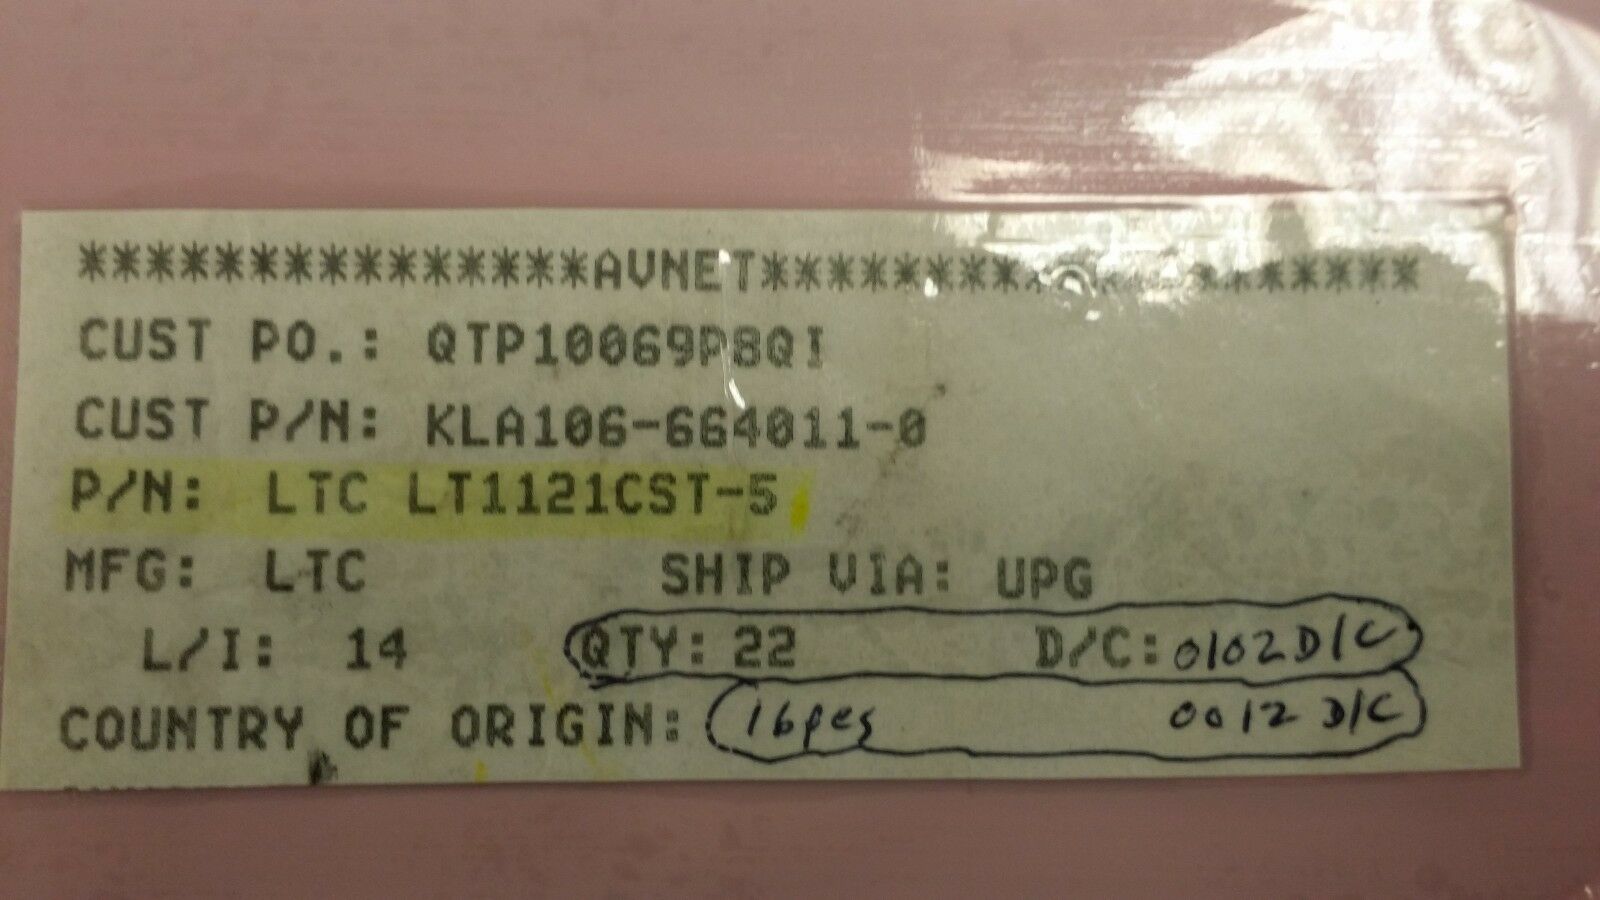 ***************AVNET********************
CUST PO.: QTP10069P8QI
CUST P/N: KLA106-664011-0
P/N: LTC LT1121CST-5
MFG: LTC SHIP VIA: UPG
L/I: 14 QTY: 22 D/C: 0102 D/C
COUNTRY OF ORIGIN: 16pcs 0012 D/C